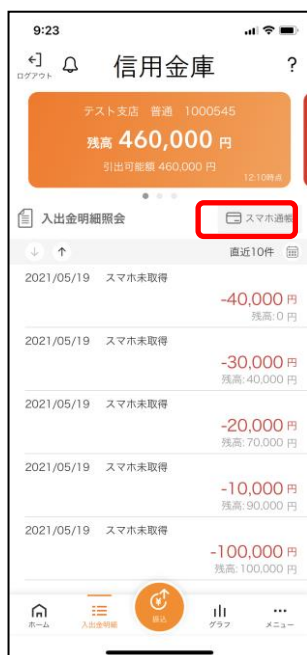 9:23
ログアウト
信用金庫
?
テスト支店 普通 1000545
残高 460,000 円
引出可能額 460,000 円
12:10時点
入出金明細照会
スマホ通帳
↓ ↑ 直近10件
2021/05/19 スマホ未取得
-40,000 円
残高: 0 円
2021/05/19 スマホ未取得
-30,000 円
残高: 40,000 円
2021/05/19 スマホ未取得
-20,000 円
残高: 70,000 円
2021/05/19 スマホ未取得
-10,000 円
残高: 90,000 円
2021/05/19 スマホ未取得
-100,000 円
残高: 100,000 円
ホーム 入出金明細 振込 グラフ メニュー